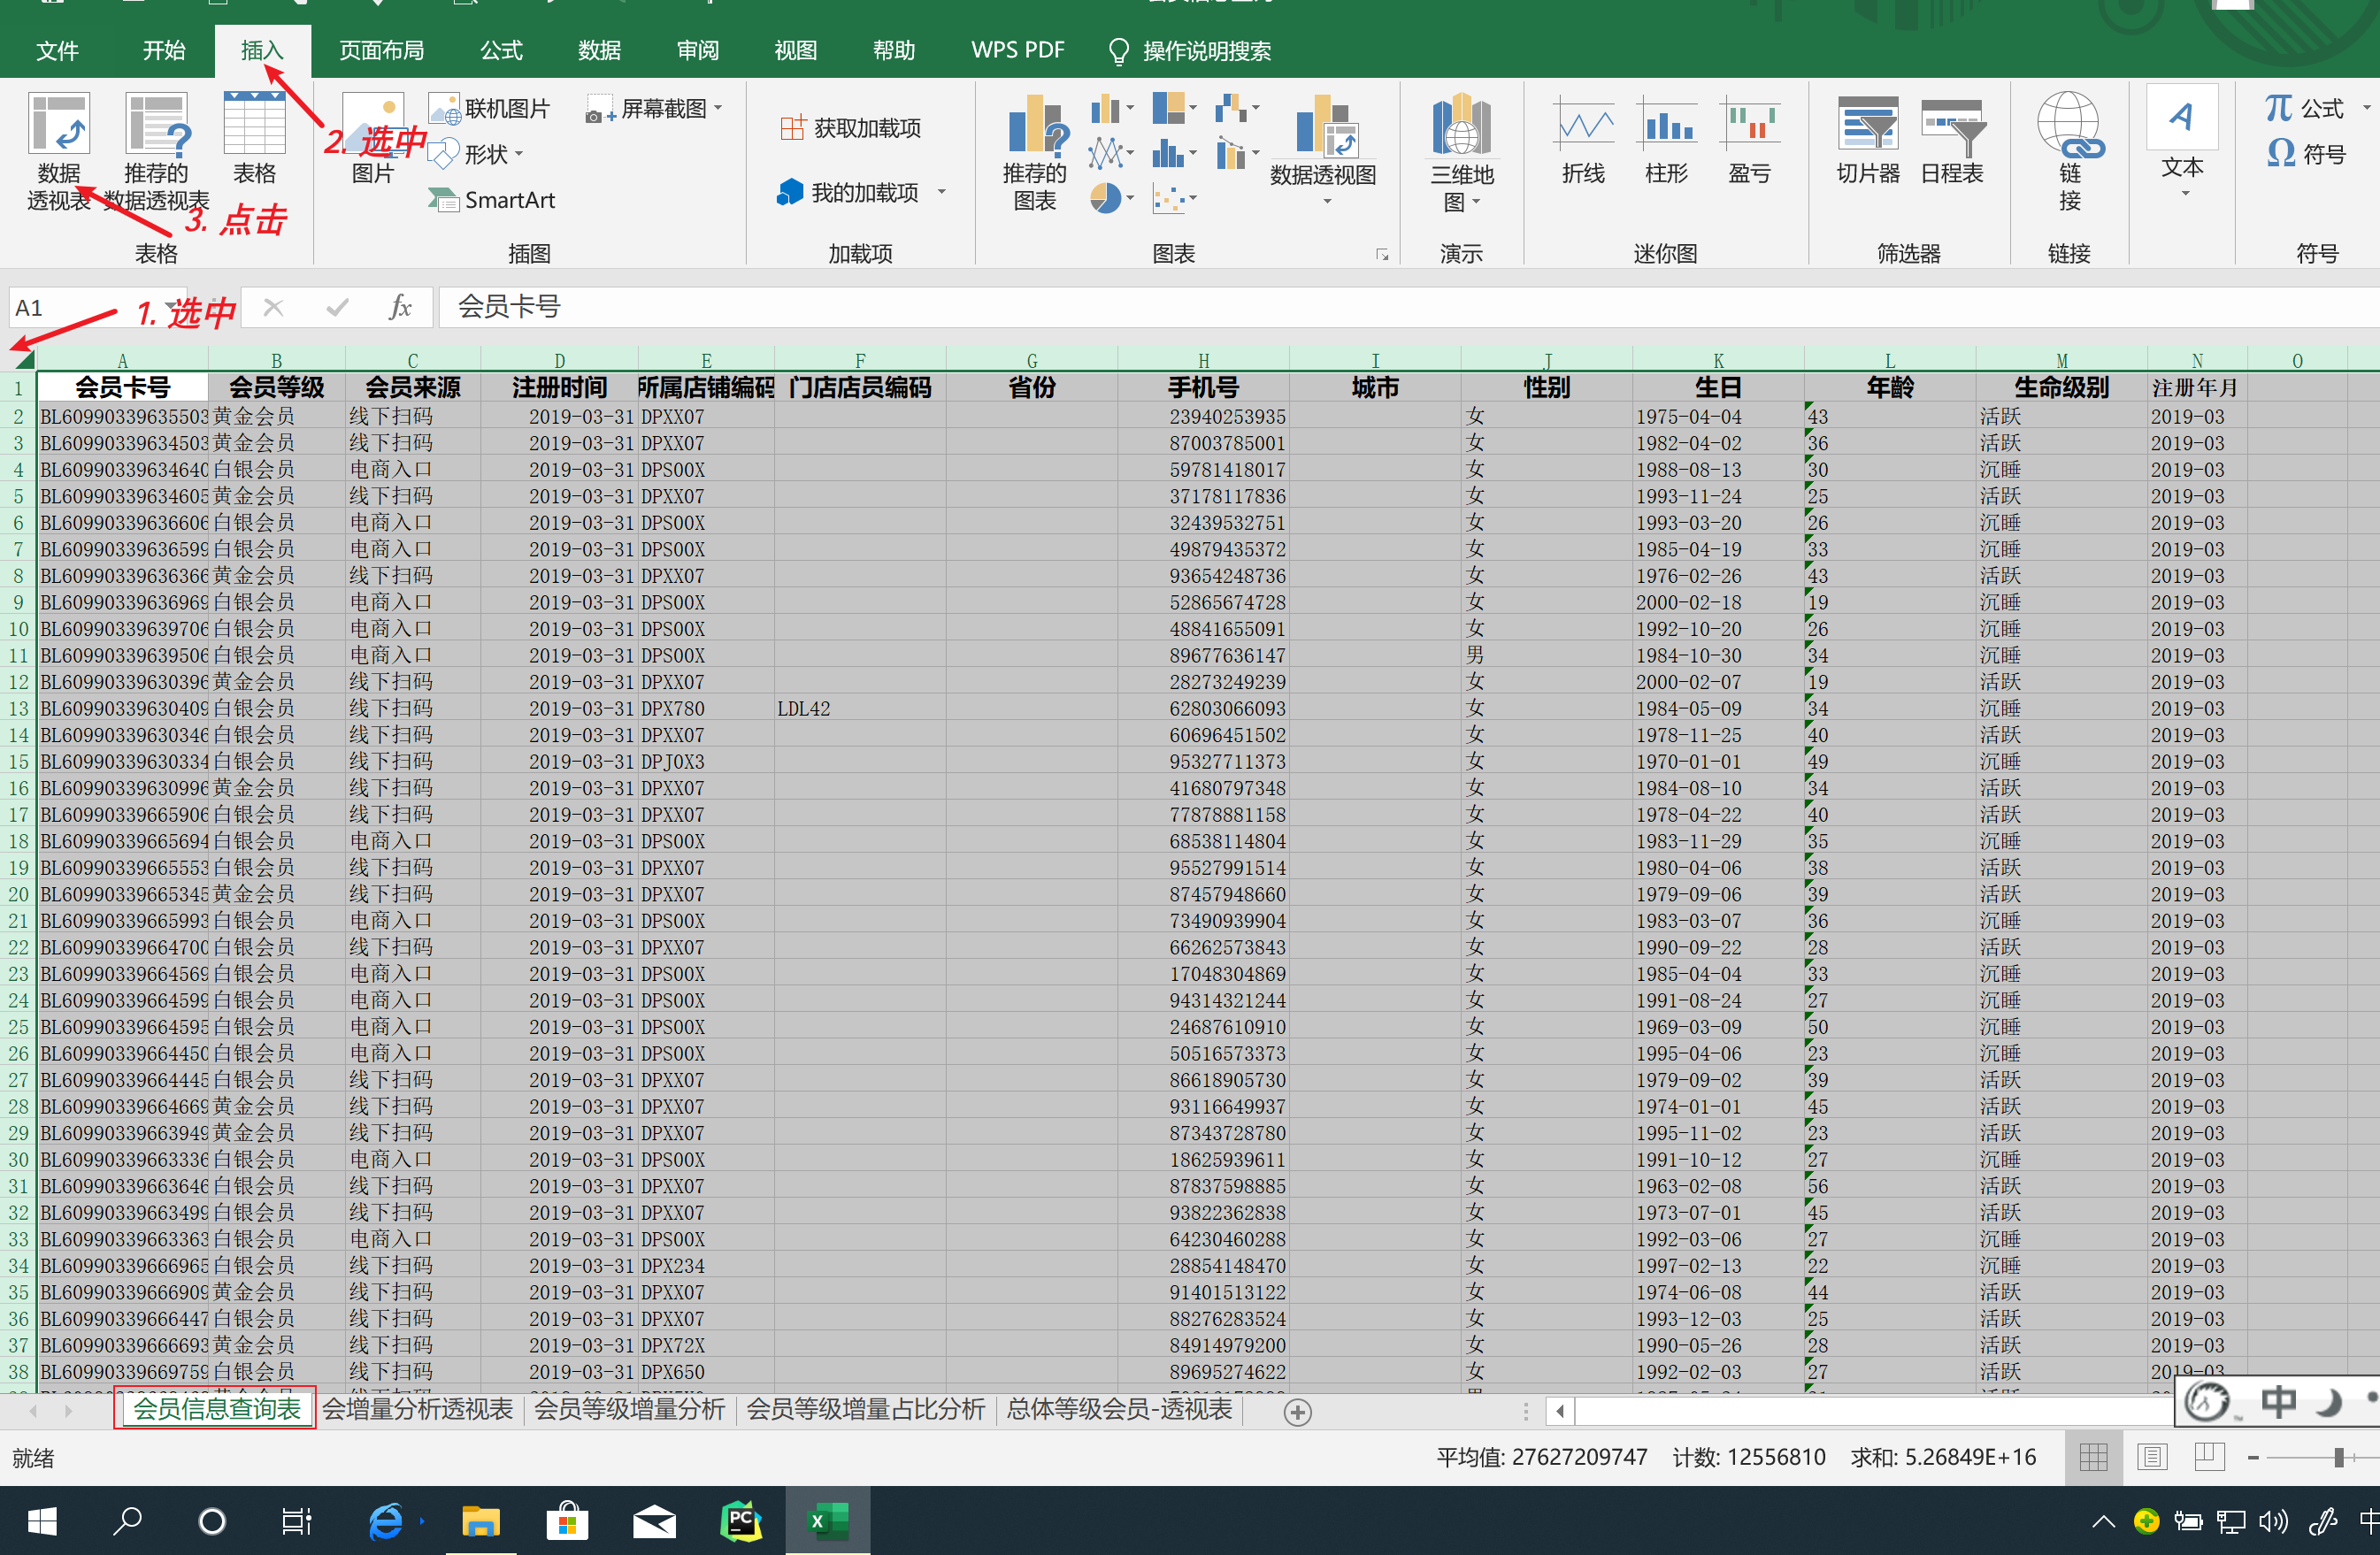 文件 开始 插入 页面布局 公式 数据 审阅 视图 帮助 WPS PDF 操作说明搜索
联机图片 屏幕截图 公式
获取加载项
2. 选中
形状 符号
数据 推荐的 表格 图片 推荐的 数据透视图 三维地 折线 柱形 盈亏 切片器 日程表 链 文本
透视表 数据透视表 SmartArt 我的加载项 图表 图 接
3. 点击
表格 插图 加载项 图表 演示 迷你图 筛选器 链接 符号
A1 1. 选中 fx 会员卡号
A B C D E F G H I J K L M N O
1 会员卡号 会员等级 会员来源 注册时间 所属店铺编码 门店店员编码 省份 手机号 城市 性别 生日 年龄 生命级别 注册年月
2 BL60990339635503 黄金会员 线下扫码 2019-03-31 DPXX07 23940253935 女 1975-04-04 43 活跃 2019-03
3 BL60990339634503 黄金会员 线下扫码 2019-03-31 DPXX07 87003785001 女 1982-04-02 36 活跃 2019-03
4 BL60990339634640 白银会员 电商入口 2019-03-31 DPS00X 59781418017 女 1988-08-13 30 沉睡 2019-03
5 BL60990339634605 黄金会员 线下扫码 2019-03-31 DPXX07 37178117836 女 1993-11-24 25 活跃 2019-03
6 BL60990339636606 白银会员 电商入口 2019-03-31 DPS00X 32439532751 女 1993-03-20 26 沉睡 2019-03
7 BL60990339636599 白银会员 电商入口 2019-03-31 DPS00X 49879435372 女 1985-04-19 33 沉睡 2019-03
8 BL60990339636366 黄金会员 线下扫码 2019-03-31 DPXX07 93654248736 女 1976-02-26 43 活跃 2019-03
9 BL60990339636969 白银会员 电商入口 2019-03-31 DPS00X 52865674728 女 2000-02-18 19 沉睡 2019-03
10 BL60990339639706 白银会员 电商入口 2019-03-31 DPS00X 48841655091 女 1992-10-20 26 沉睡 2019-03
11 BL60990339639506 白银会员 电商入口 2019-03-31 DPS00X 89677636147 男 1984-10-30 34 沉睡 2019-03
12 BL60990339630396 黄金会员 线下扫码 2019-03-31 DPXX07 28273249239 女 2000-02-07 19 活跃 2019-03
13 BL60990339630409 白银会员 线下扫码 2019-03-31 DPX780 LDL42 62803066093 女 1984-05-09 34 沉睡 2019-03
14 BL60990339630346 白银会员 线下扫码 2019-03-31 DPXX07 60696451502 女 1978-11-25 40 活跃 2019-03
15 BL60990339630334 白银会员 线下扫码 2019-03-31 DPJ0X3 95327711373 女 1970-01-01 49 沉睡 2019-03
16 BL60990339630996 黄金会员 线下扫码 2019-03-31 DPXX07 41680797348 女 1984-08-10 34 活跃 2019-03
17 BL60990339665906 白银会员 线下扫码 2019-03-31 DPXX07 77878881158 女 1978-04-22 40 活跃 2019-03
18 BL60990339665694 白银会员 电商入口 2019-03-31 DPS00X 68538114804 女 1983-11-29 35 沉睡 2019-03
19 BL60990339665553 白银会员 线下扫码 2019-03-31 DPXX07 95527991514 女 1980-04-06 38 活跃 2019-03
20 BL60990339665345 黄金会员 线下扫码 2019-03-31 DPXX07 87457948660 女 1979-09-06 39 活跃 2019-03
21 BL60990339665993 白银会员 电商入口 2019-03-31 DPS00X 73490939904 女 1983-03-07 36 沉睡 2019-03
22 BL60990339664700 白银会员 线下扫码 2019-03-31 DPXX07 66262573843 女 1990-09-22 28 活跃 2019-03
23 BL60990339664569 白银会员 电商入口 2019-03-31 DPS00X 17048304869 女 1985-04-04 33 沉睡 2019-03
24 BL60990339664599 白银会员 电商入口 2019-03-31 DPS00X 94314321244 女 1991-08-24 27 沉睡 2019-03
25 BL60990339664595 白银会员 电商入口 2019-03-31 DPS00X 24687610910 女 1969-03-09 50 沉睡 2019-03
26 BL60990339664450 白银会员 电商入口 2019-03-31 DPS00X 50516573373 女 1995-04-06 23 沉睡 2019-03
27 BL60990339664445 白银会员 线下扫码 2019-03-31 DPXX07 86618905730 女 1979-09-02 39 活跃 2019-03
28 BL60990339664669 黄金会员 线下扫码 2019-03-31 DPXX07 93116649937 女 1974-01-01 45 活跃 2019-03
29 BL60990339663949 黄金会员 线下扫码 2019-03-31 DPXX07 87343728780 女 1995-11-02 23 活跃 2019-03
30 BL60990339663336 白银会员 电商入口 2019-03-31 DPS00X 18625939611 女 1991-10-12 27 沉睡 2019-03
31 BL60990339663646 白银会员 线下扫码 2019-03-31 DPXX07 87837598885 女 1963-02-08 56 活跃 2019-03
32 BL60990339663499 白银会员 线下扫码 2019-03-31 DPXX07 93822362838 女 1973-07-01 45 活跃 2019-03
33 BL60990339663363 白银会员 电商入口 2019-03-31 DPS00X 64230460288 女 1992-03-06 27 沉睡 2019-03
34 BL60990339666965 白银会员 线下扫码 2019-03-31 DPX234 28854148470 女 1997-02-13 22 沉睡 2019-03
35 BL60990339666909 黄金会员 线下扫码 2019-03-31 DPXX07 91401513122 女 1974-06-08 44 活跃 2019-03
36 BL60990339666447 白银会员 线下扫码 2019-03-31 DPXX07 88276283524 女 1993-12-03 25 活跃 2019-03
37 BL60990339666693 黄金会员 线下扫码 2019-03-31 DPX72X 84914979200 女 1990-05-26 28 活跃 2019-03
38 BL60990339669759 白银会员 线下扫码 2019-03-31 DPX650 89695274622 女 1992-02-03 27 活跃 2019-03
会员信息查询表 会增量分析透视表 会员等级增量分析 会员等级增量占比分析 总体等级会员-透视表 中
就绪 平均值: 27627209747 计数: 12556810 求和: 5.26849E+16
PC X 中